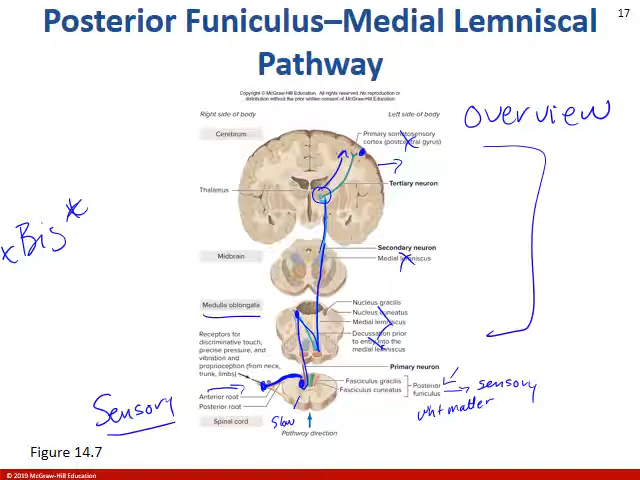 Posterior Funiculus–Medial Lemniscal
Pathway
17
Copyright © McGraw-Hill Education. All rights reserved. No reproduction or
distribution without the prior written consent of McGraw-Hill Education.
Right side of body
Left side of body
overview
Cerebrum
Primary somatosensory
cortex (postcentral gyrus)
Thalamus
Tertiary neuron
Big
Secondary neuron
Midbrain
Medial lemniscus
Medulla oblongata
Nucleus gracilis
Nucleus cuneatus
Medial lemniscus
Decussation prior
to entry into the
medial lemniscus
Receptors for
discriminative touch,
precise pressure, and
vibration and
proprioception (from neck,
trunk, limbs)
Primary neuron
Anterior root
Posterior root
Fasciculus gracilis
Fasciculus cuneatus
Posterior
funiculus
sensory
wht matter
Sensory
Slow
Spinal cord
Pathway direction
Figure 14.7
© 2019 McGraw-Hill Education